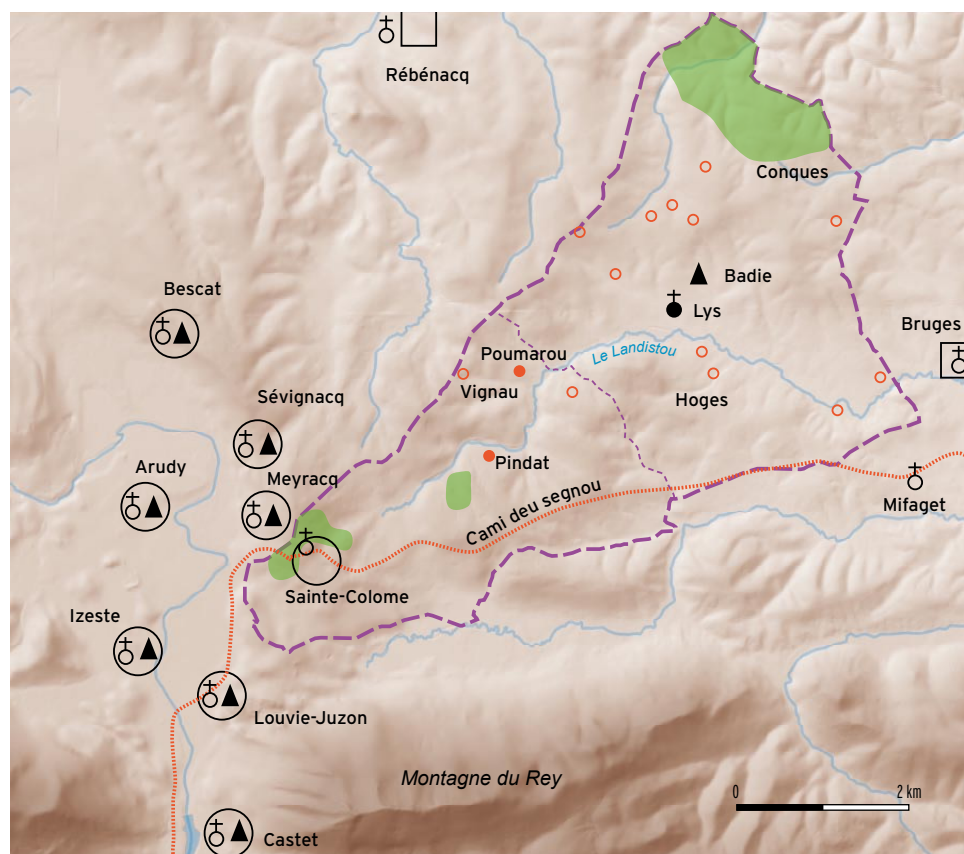 Rébénacq
Conques
Bescat
Badie
Lys
Bruges
Le Landistou
Poumarou
Vignau
Hoges
Sévignacq
Arudy
Meyracq
Pindat
Cami deu segnou
Mifaget
Sainte-Colome
Izeste
Louvie-Juzon
Montagne du Rey
0 2 km
Castet